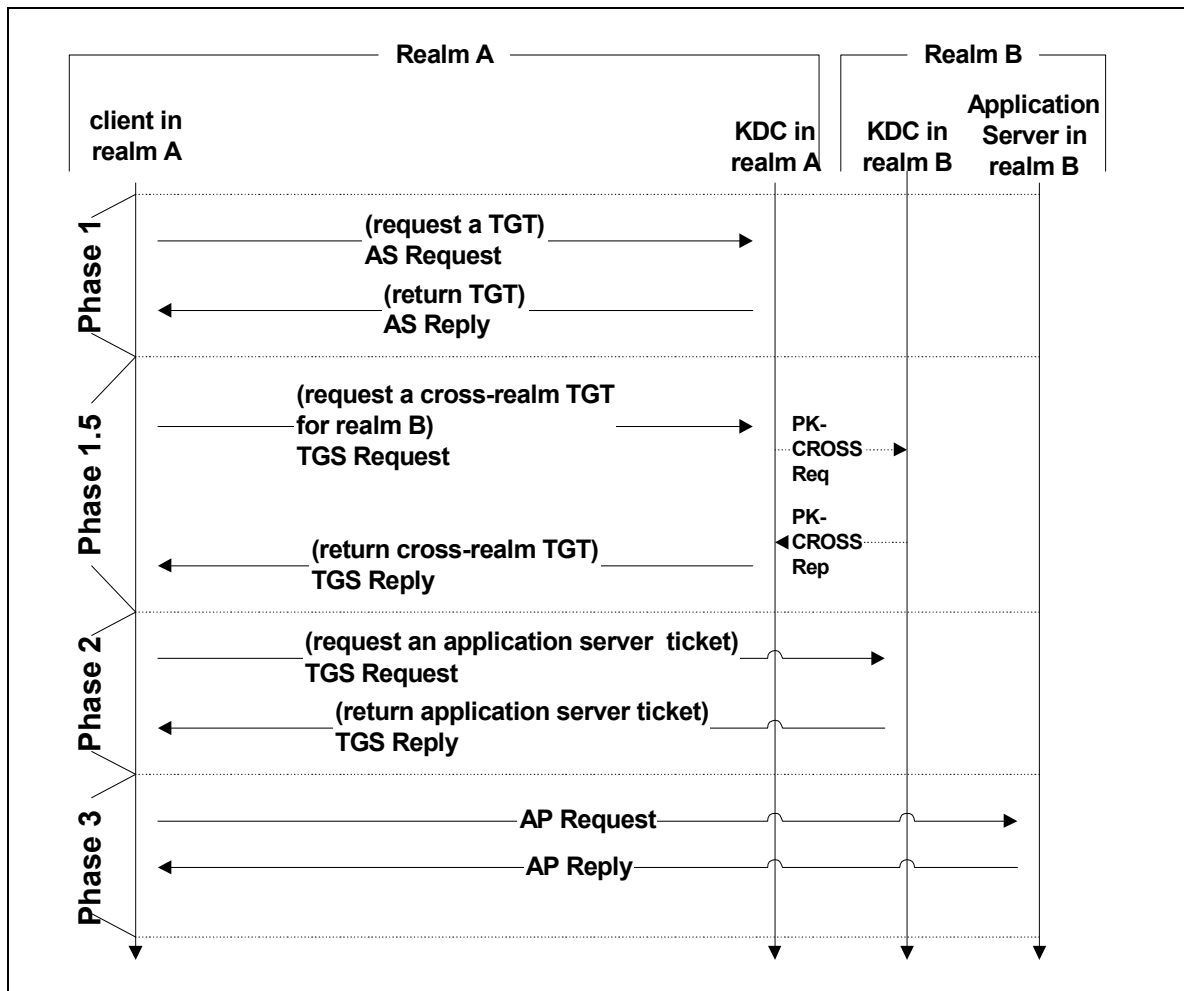 Realm A
Realm B
client in
realm A
KDC in
realm A
KDC in
realm B
Application
Server in
realm B
Phase 1
(request a TGT)
AS Request
(return TGT)
AS Reply
Phase 1.5
(request a cross-realm TGT
for realm B)
TGS Request
PK-
CROSS
Req
PK-
CROSS
Rep
(return cross-realm TGT)
TGS Reply
Phase 2
(request an application server ticket)
TGS Request
(return application server ticket)
TGS Reply
Phase 3
AP Request
AP Reply